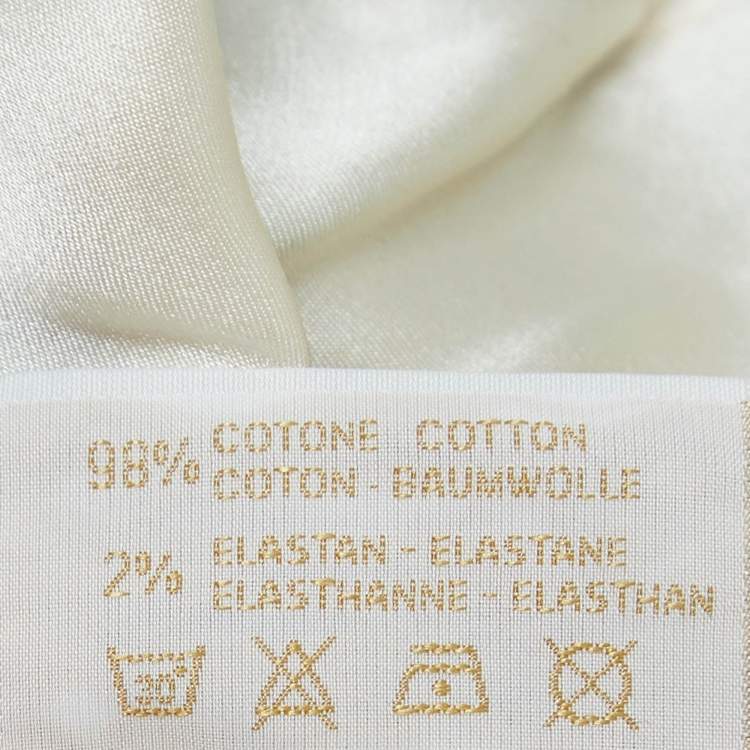 98% COTONE COTTON
COTON - BAUMWOLLE
2% ELASTAN - ELASTANE
ELASTHANNE - ELASTHAN
30°